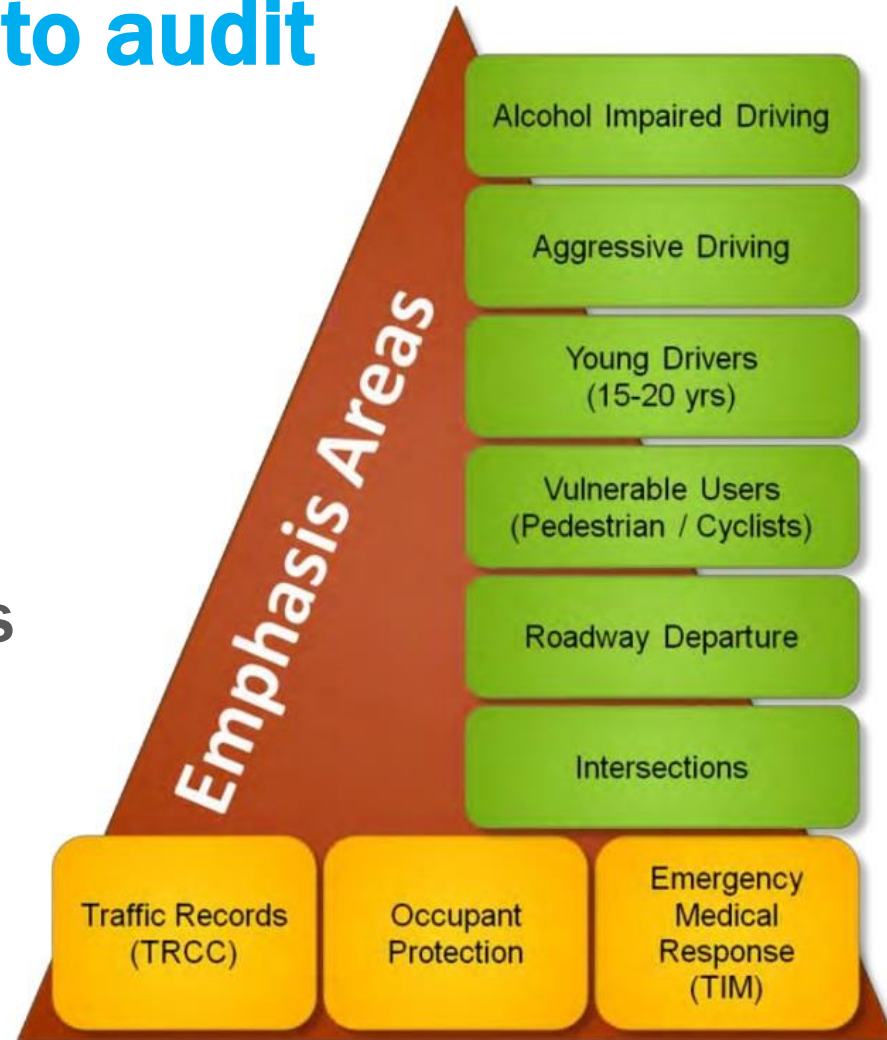 to audit
Alcohol Impaired Driving
Aggressive Driving
Young Drivers
(15-20 yrs)
Vulnerable Users
(Pedestrian / Cyclists)
Roadway Departure
Intersections
Emphasis Areas
s
Traffic Records
(TRCC)
Occupant
Protection
Emergency
Medical
Response
(TIM)